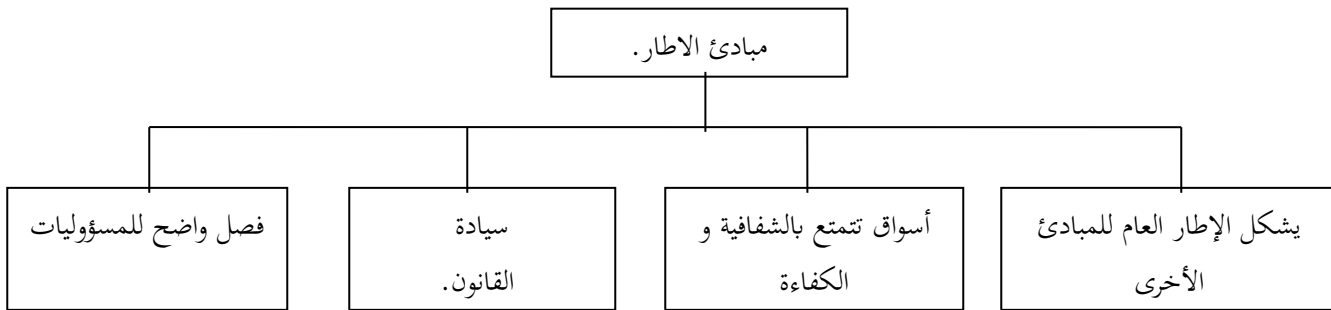 مبادئ الاطار.
يشكل الإطار العام للمبادئ
الأخرى
أسواق تتمتع بالشفافية و
الكفاءة
سيادة
القانون.
فصل واضح للمسؤوليات